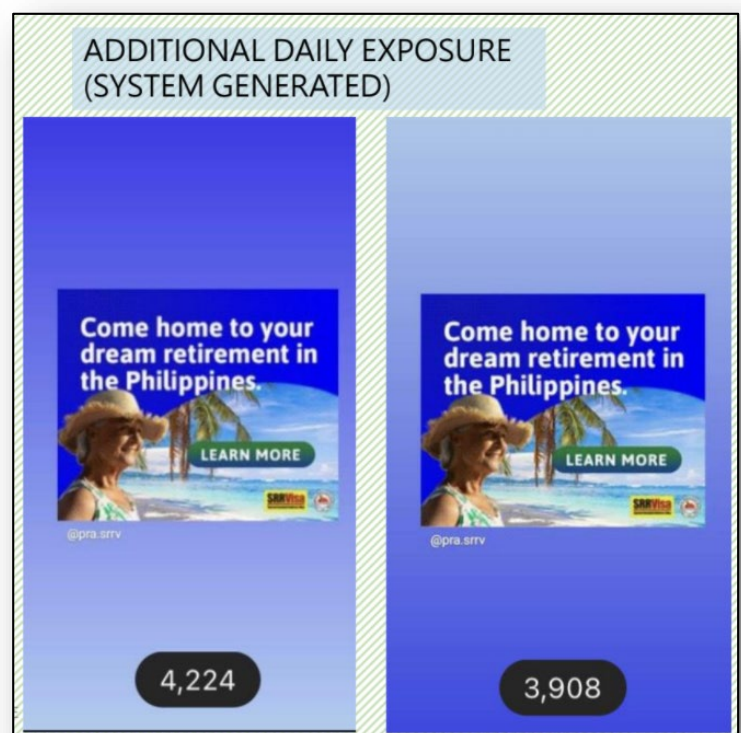 ADDITIONAL DAILY EXPOSURE
(SYSTEM GENERATED)
Come home to your
dream retirement in
the Philippines.
LEARN MORE
SRRVisa
@pra.srrv
4,224
Come home to your
dream retirement in
the Philippines.
LEARN MORE
SRRVisa
@pra.srrv
3,908